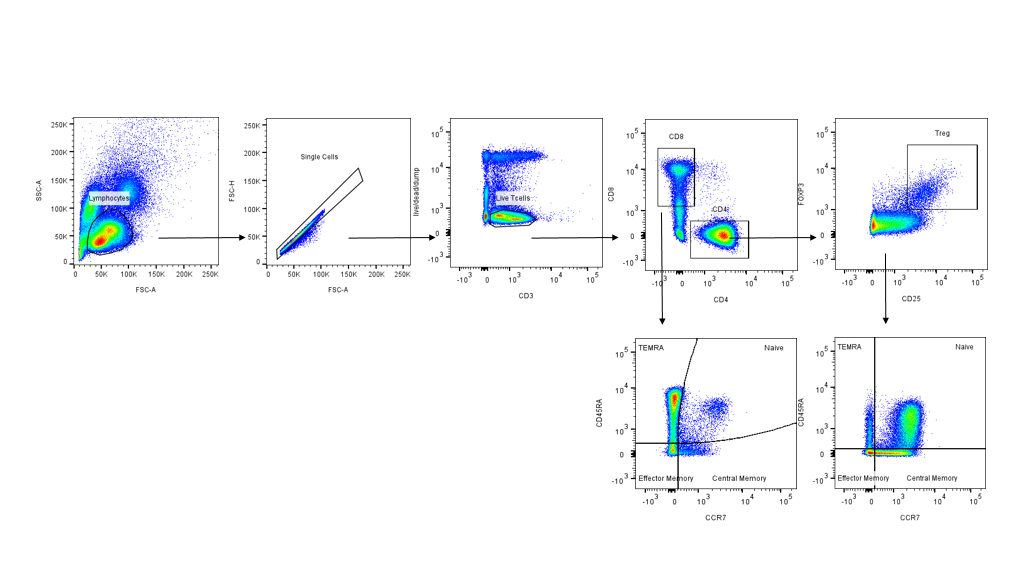 250K
200K
150K
100K
50K
0
SSC-A
Lymphocytes
0 50K 100K 150K 200K 250K
FSC-A
250K
200K
150K
100K
50K
0
FSC-H
Single Cells
0 50K 100K 150K 200K 250K
FSC-A
10^5
10^4
10^3
0
-10^3
live/dead/dump
Live Tcells
-10^3 0 10^3 10^4 10^5
CD3
10^5
10^4
10^3
0
-10^3
CD8
CD8
CD4
-10^3 0 10^3 10^4 10^5
CD4
10^5
10^4
10^3
0
-10^3
FOXP3
Treg
-10^3 0 10^3 10^4 10^5
CD25
10^5
10^4
10^3
0
-10^3
CD45RA
TEMRA Naive
Effector Memory Central Memory
-10^3 0 10^3 10^4 10^5
CCR7
10^5
10^4
10^3
0
-10^3
CD45RA
TEMRA Naive
Effector Memory Central Memory
-10^3 0 10^3 10^4 10^5
CCR7